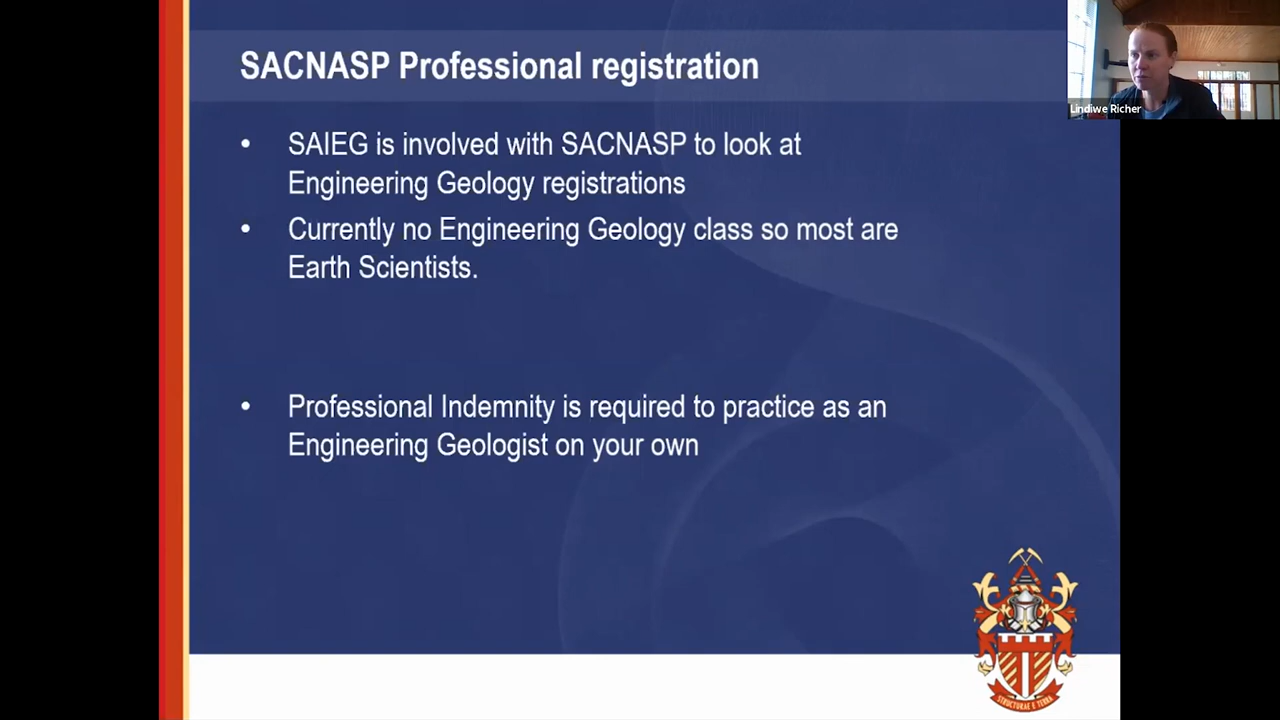 SACNASP Professional registration
Lindiwe Richer
• SAIEG is involved with SACNASP to look at
Engineering Geology registrations
• Currently no Engineering Geology class so most are
Earth Scientists.
• Professional Indemnity is required to practice as an
Engineering Geologist on your own
STRUCTURAE E TERRA